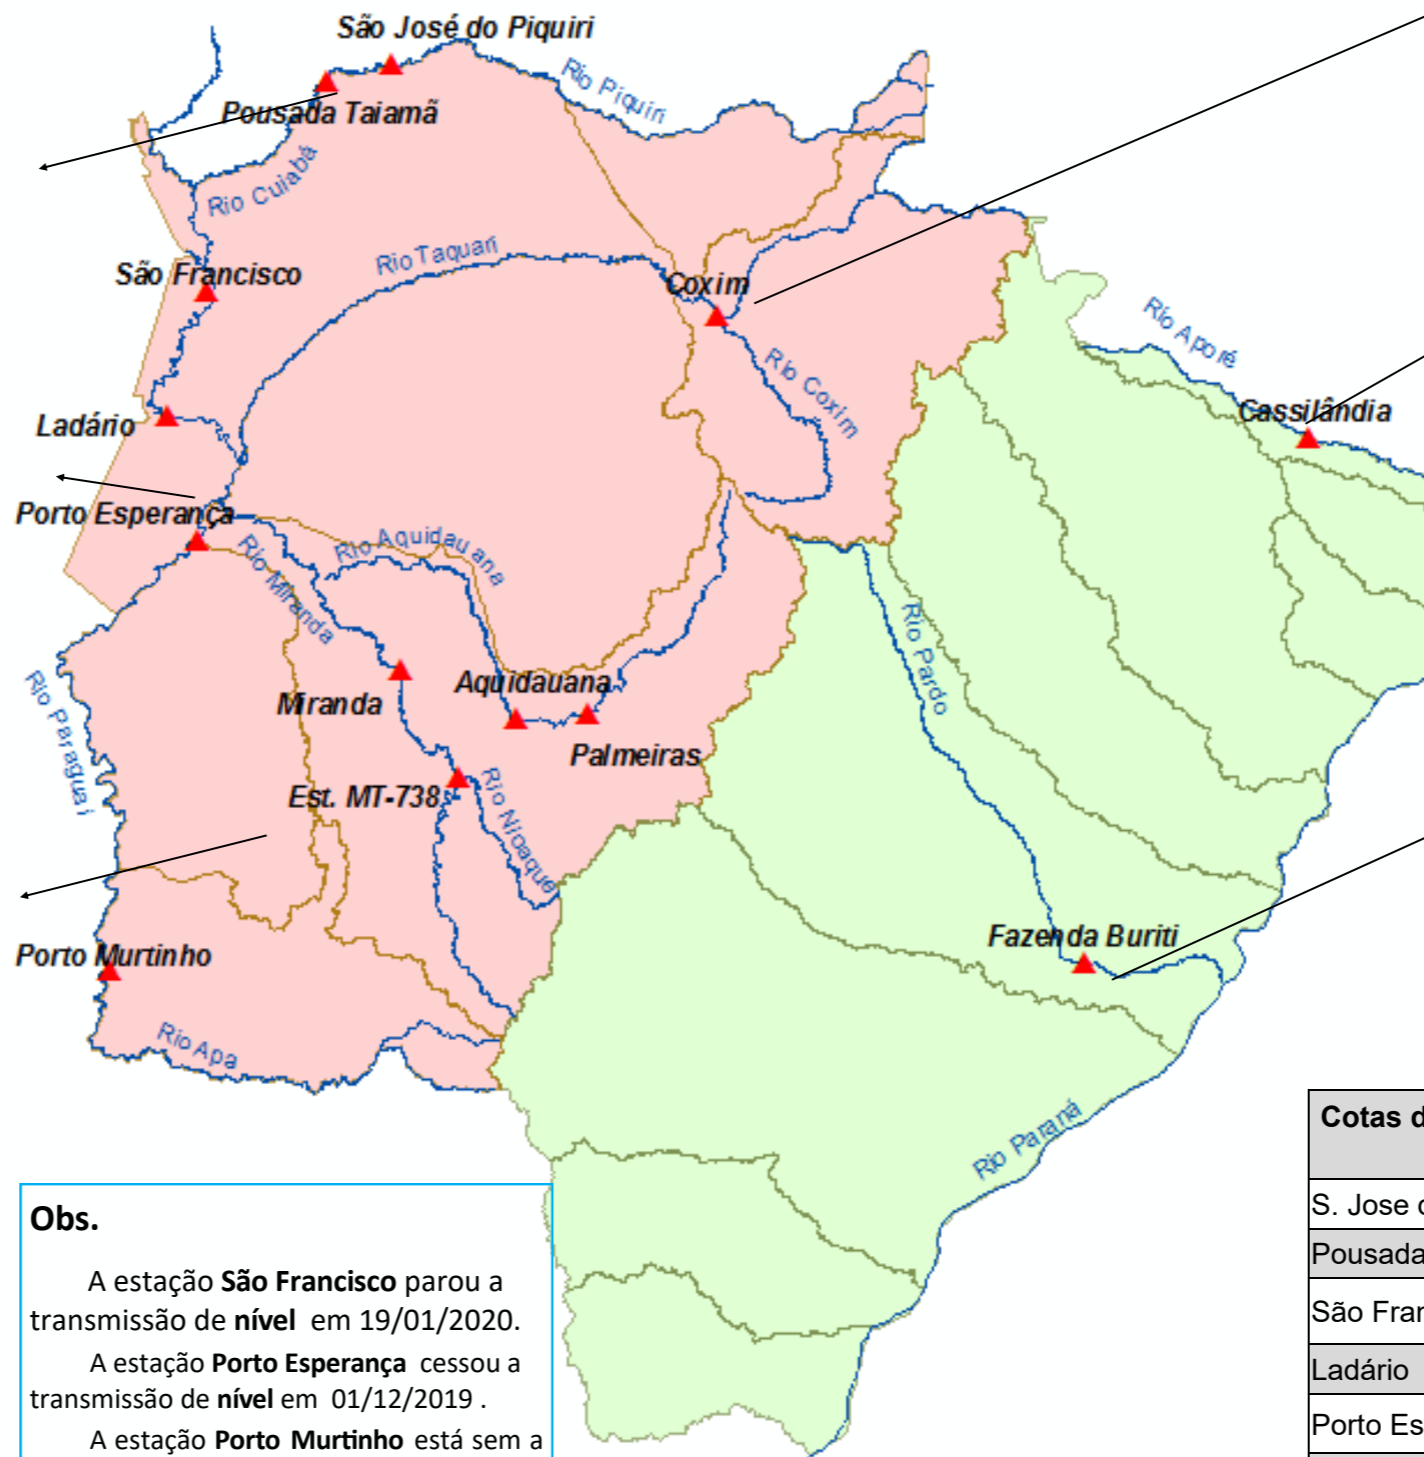 São José do Piquiri
Rio Piquiri
Pousada Taiamã
Rio Cuiabá
Rio Taquari
São Francisco
Coxim
Rio Aporé
Rio Coxim
Cassilândia
Ladário
Porto Esperança
Rio Aquidauana
Rio Miranda
Rio Pardo
Rio Paraguai
Aquidauana
Miranda
Palmeiras
Est. MT-738
Rio Nioaque
Fazenda Buriti
Porto Murtinho
Rio Apa
Rio Paraná
Obs.
A estação São Francisco parou a
transmissão de nível em 19/01/2020.
A estação Porto Esperança cessou a
transmissão de nível em 01/12/2019 .
A estação Porto Murtinho está sem a
Cotas d
S. Jose
Pousada
São Fran
Ladário
Porto Es